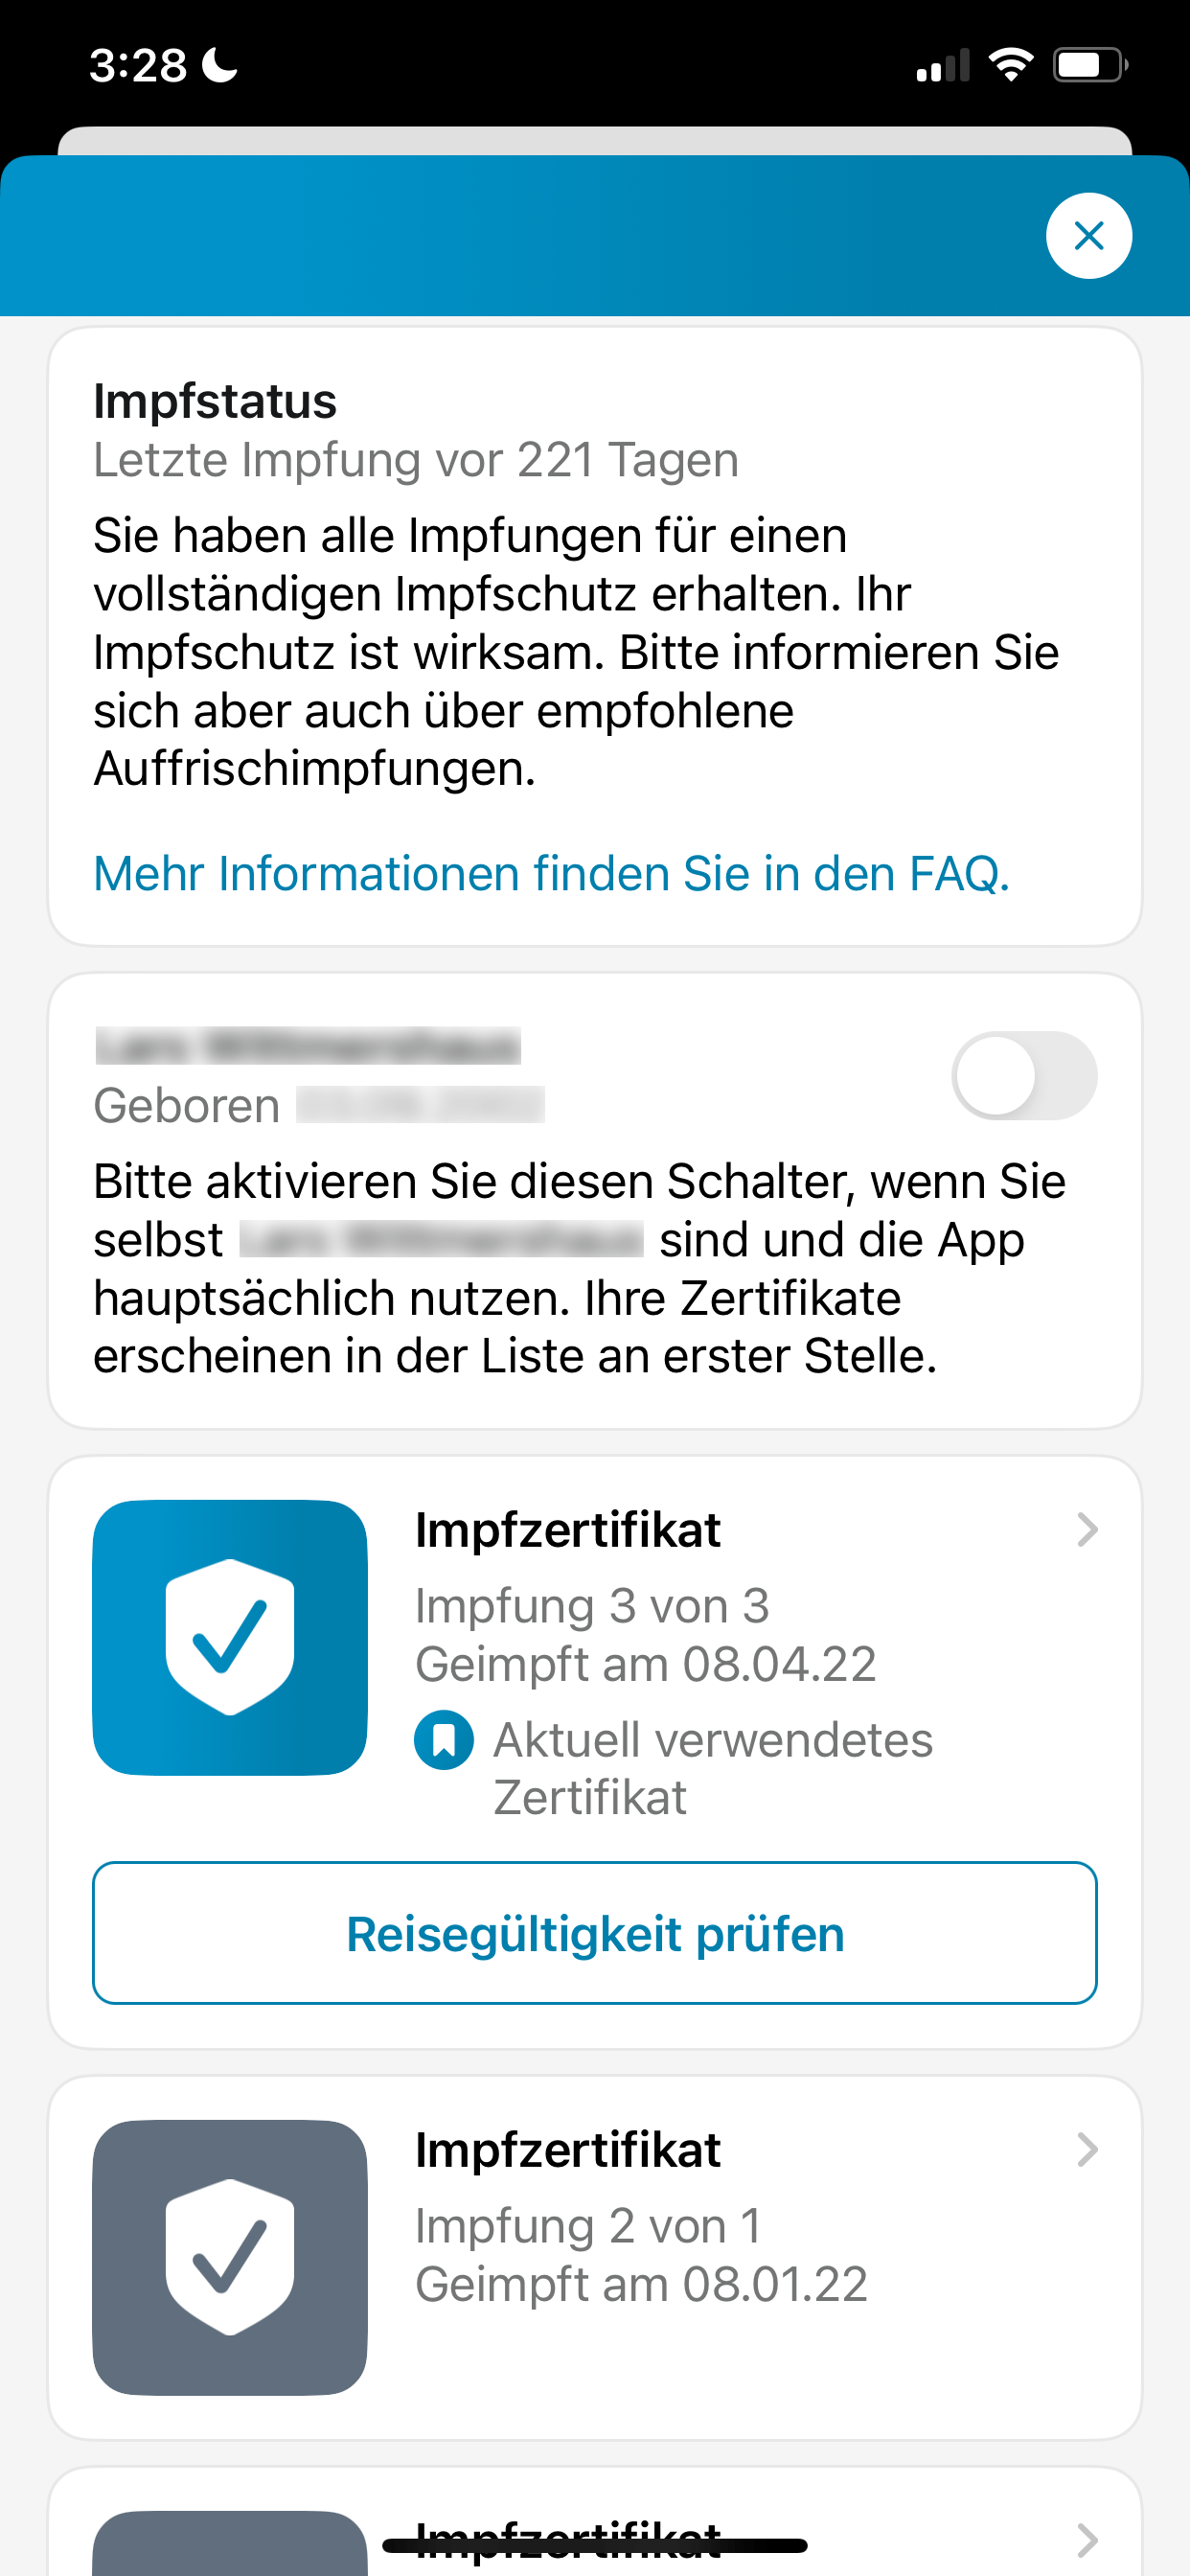 3:28
Impfstatus
Letzte Impfung vor 221 Tagen
Sie haben alle Impfungen für einen
vollständigen Impfschutz erhalten. Ihr
Impfschutz ist wirksam. Bitte informieren Sie
sich aber auch über empfohlene
Auffrischimpfungen.
Mehr Informationen finden Sie in den FAQ.
Geboren
Bitte aktivieren Sie diesen Schalter, wenn Sie
selbst sind und die App
hauptsächlich nutzen. Ihre Zertifikate
erscheinen in der Liste an erster Stelle.
Impfzertifikat
Impfung 3 von 3
Geimpft am 08.04.22
Aktuell verwendetes
Zertifikat
Reisegültigkeit prüfen
Impfzertifikat
Impfung 2 von 1
Geimpft am 08.01.22
Impfzertifikat